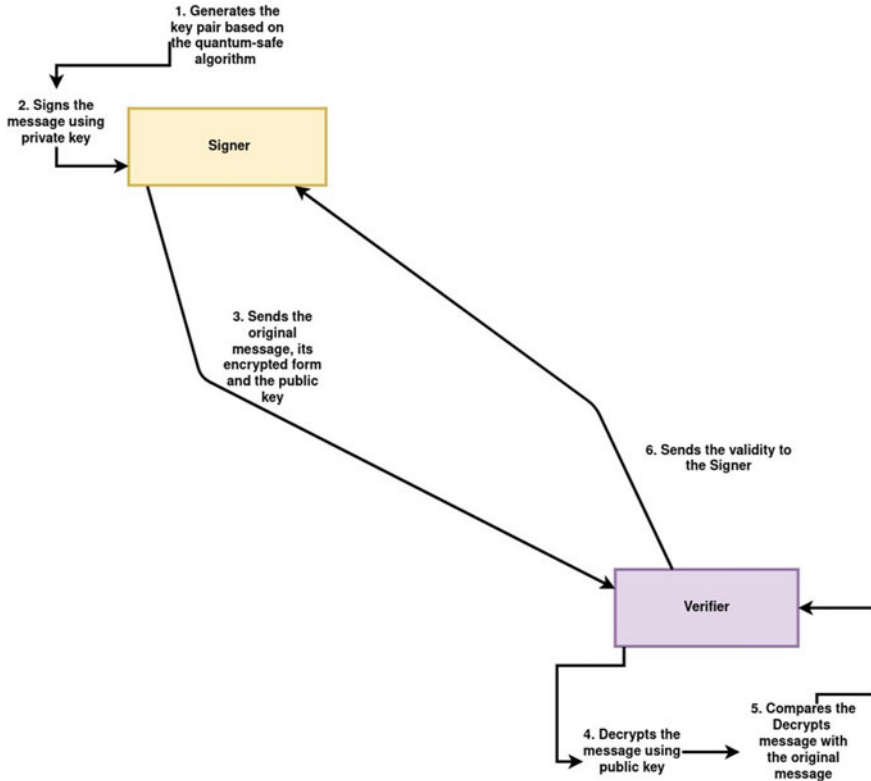 1. Generates the
key pair based on
the quantum-safe
algorithm
2. Signs the
message using
private key
Signer
3. Sends the
original
message, its
encrypted form
and the public
key
6. Sends the validity to
the Signer
Verifier
4. Decrypts the
message using
public key
5. Compares the
Decrypts
message with
the original
message